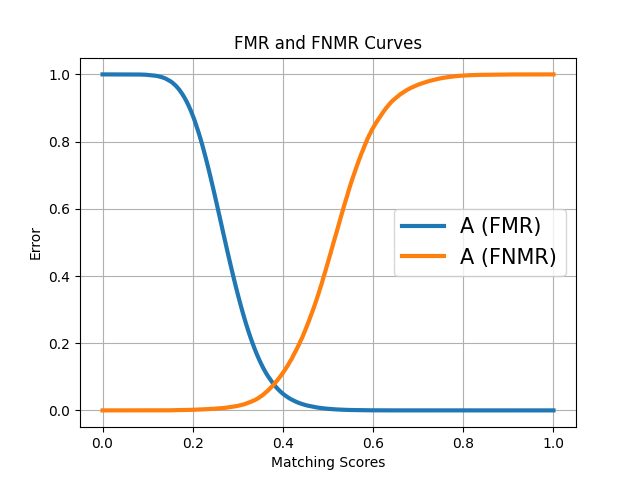 FMR and FNMR Curves
1.0
0.8
0.6
0.4
0.2
0.0
Error
A (FMR)
A (FNMR)
0.0 0.2 0.4 0.6 0.8 1.0
Matching Scores